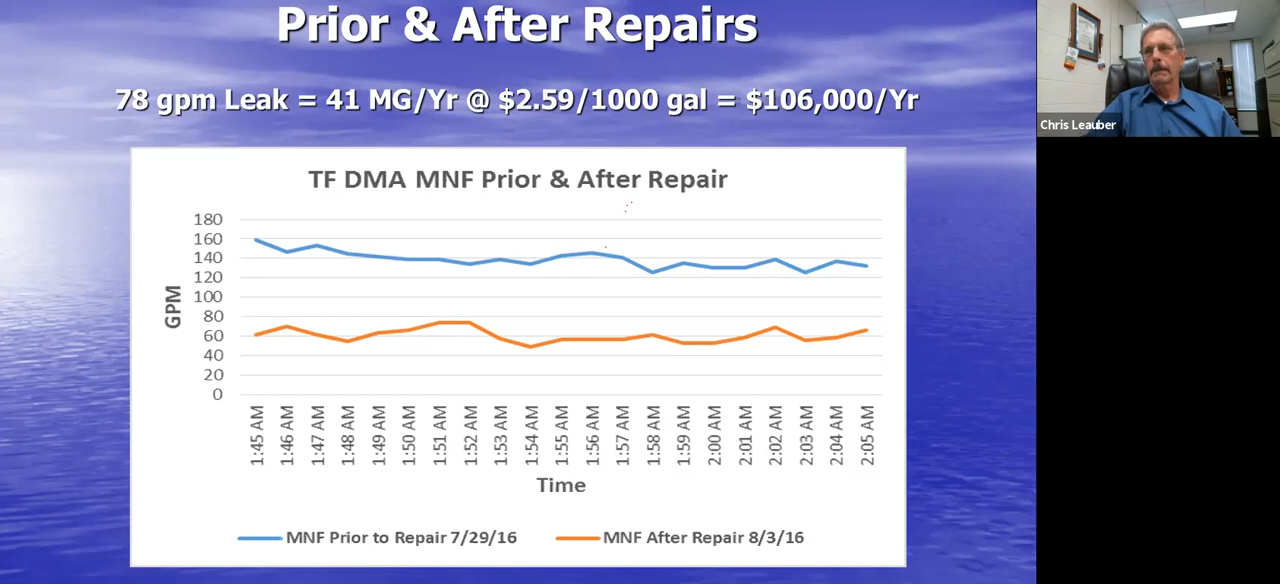 Prior & After Repairs
78 gpm Leak = 41 MG/Yr @ $2.59/1000 gal = $106,000/Yr
Chris Leauber
TF DMA MNF Prior & After Repair
180
160
140
120
100
80
60
40
20
0
GPM
1:45 AM
1:46 AM
1:47 AM
1:48 AM
1:49 AM
1:50 AM
1:51 AM
1:52 AM
1:53 AM
1:54 AM
1:55 AM
1:56 AM
1:57 AM
1:58 AM
1:59 AM
2:00 AM
2:01 AM
2:02 AM
2:03 AM
2:04 AM
2:05 AM
Time
MNF Prior to Repair 7/29/16
MNF After Repair 8/3/16